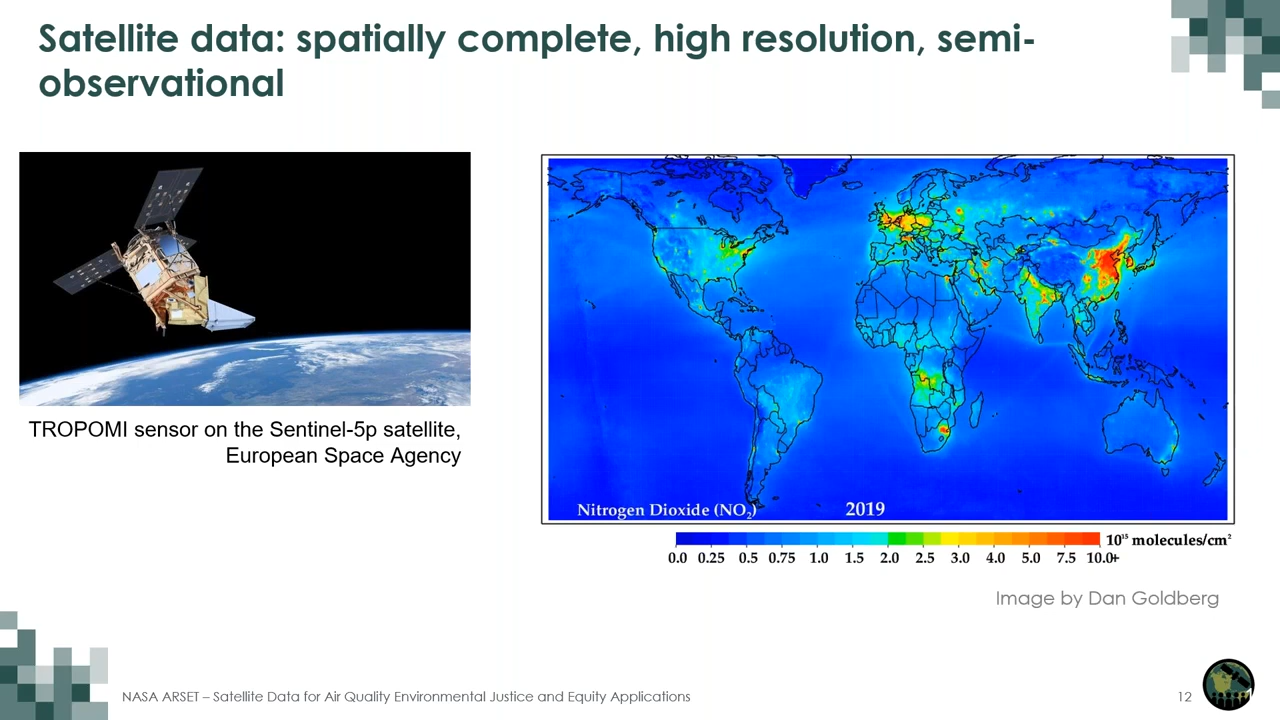 Satellite data: spatially complete, high resolution, semi-
observational
TROPOMI sensor on the Sentinel-5p satellite,
European Space Agency
Nitrogen Dioxide (NO₂) 2019
10¹⁵ molecules/cm²
0.0 0.25 0.5 0.75 1.0 1.5 2.0 2.5 3.0 4.0 5.0 7.5 10.0+
Image by Dan Goldberg
NASA ARSET – Satellite Data for Air Quality Environmental Justice and Equity Applications 12